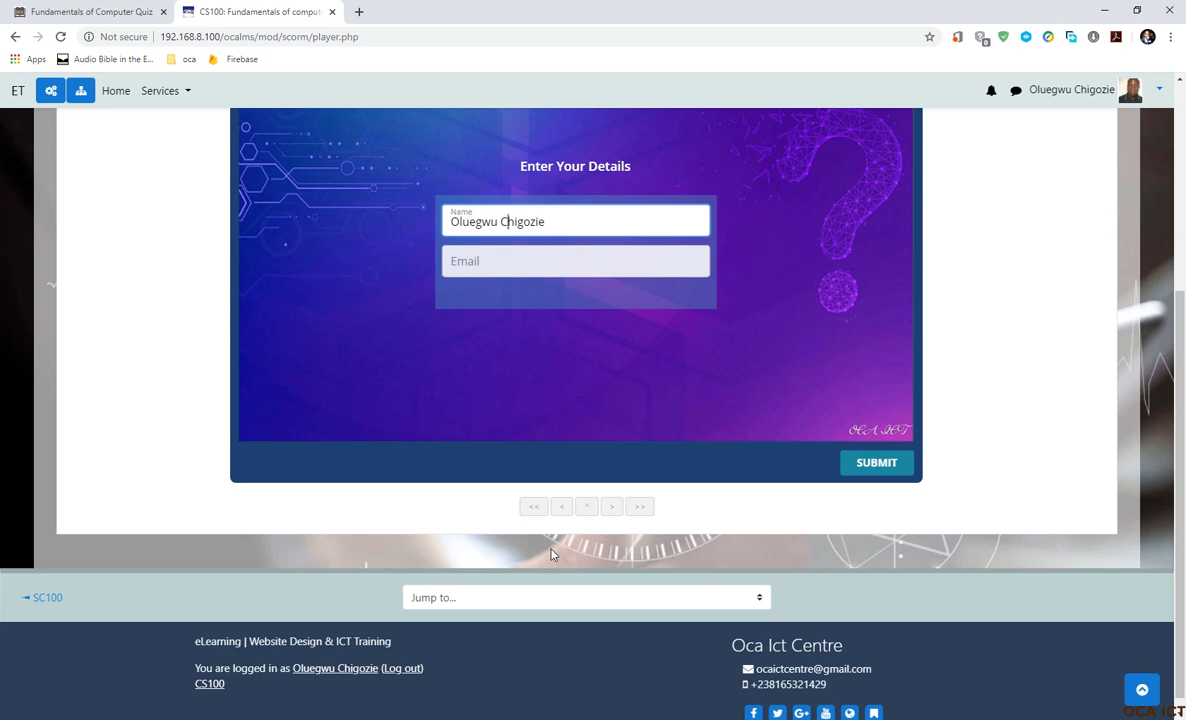 Fundamentals of Computer Quiz
CS100: Fundamentals of comput
Not secure
192.168.8.100/ocalms/mod/scorm/player.php
Apps
Audio Bible in the E...
oca
Firebase
ET
Home
Services
Oluegwu Chigozie
Enter Your Details
Name
Oluegwu Chigozie
Email
OCA ICT
SUBMIT
<< < ^ > >>
◄ SC100
Jump to...
eLearning | Website Design & ICT Training
You are logged in as Oluegwu Chigozie (Log out)
CS100
Oca Ict Centre
ocaictcentre@gmail.com
+238165321429
OCA ICT